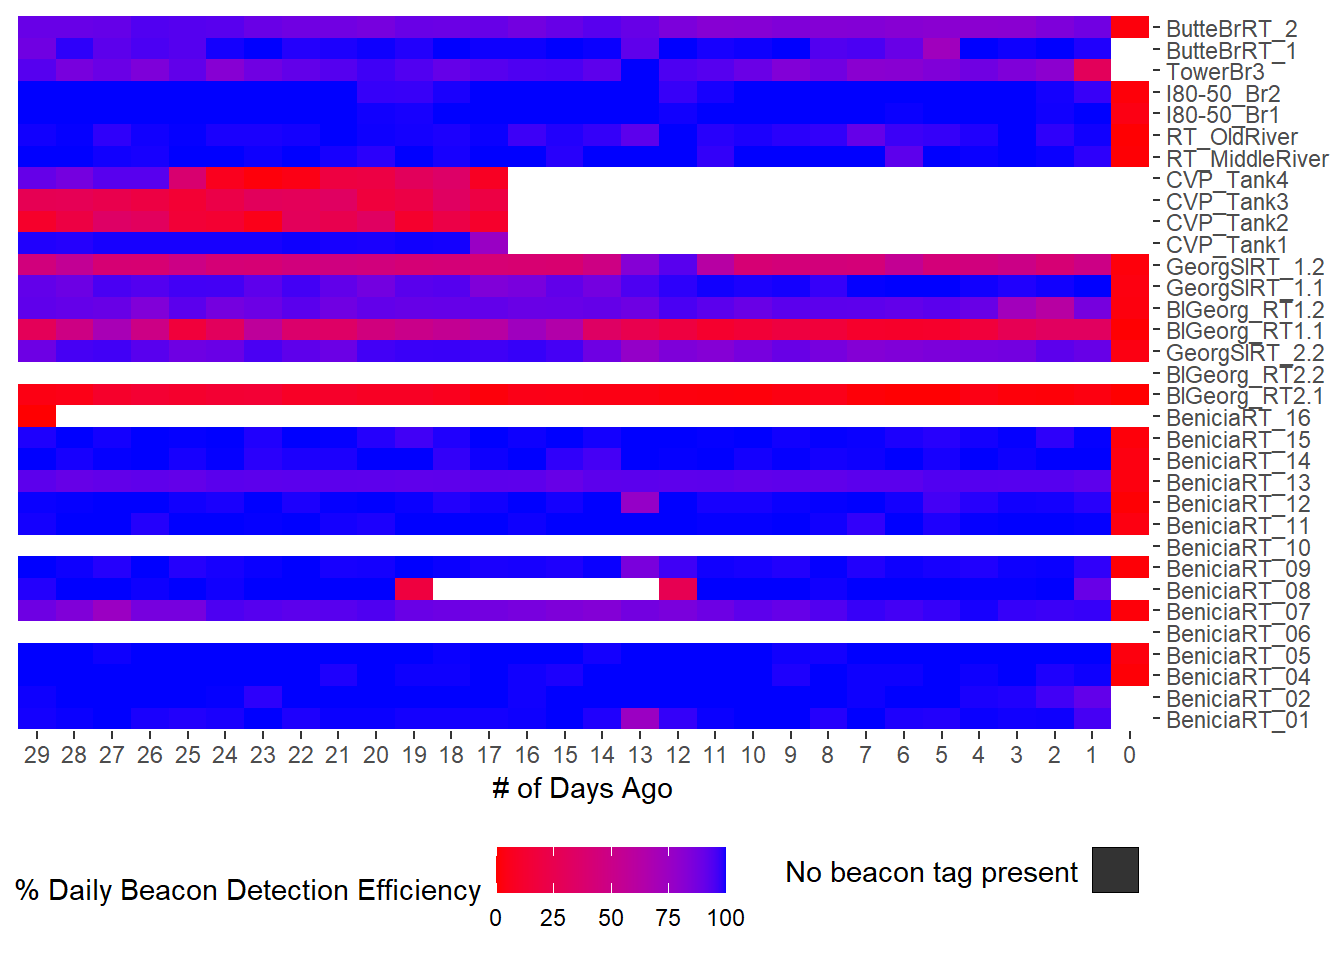 ButteBrRT_2
ButteBrRT_1
TowerBr3
I80-50_Br2
I80-50_Br1
RT_OldRiver
RT_MiddleRiver
CVP_Tank4
CVP_Tank3
CVP_Tank2
CVP_Tank1
GeorgSlRT_1.2
GeorgSlRT_1.1
BlGeorg_RT1.2
BlGeorg_RT1.1
GeorgSlRT_2.2
BlGeorg_RT2.2
BlGeorg_RT2.1
BeniciaRT_16
BeniciaRT_15
BeniciaRT_14
BeniciaRT_13
BeniciaRT_12
BeniciaRT_11
BeniciaRT_10
BeniciaRT_09
BeniciaRT_08
BeniciaRT_07
BeniciaRT_06
BeniciaRT_05
BeniciaRT_04
BeniciaRT_02
BeniciaRT_01
29 28 27 26 25 24 23 22 21 20 19 18 17 16 15 14 13 12 11 10 9 8 7 6 5 4 3 2 1 0
# of Days Ago
% Daily Beacon Detection Efficiency
0 25 50 75 100
No beacon tag present